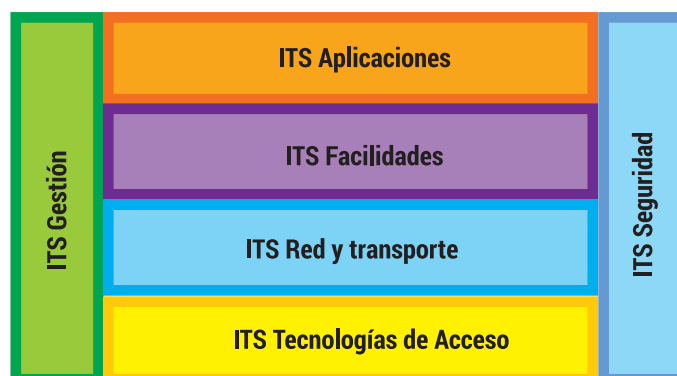 ITS Gestión
ITS Aplicaciones
ITS Facilidades
ITS Red y transporte
ITS Tecnologías de Acceso
ITS Seguridad